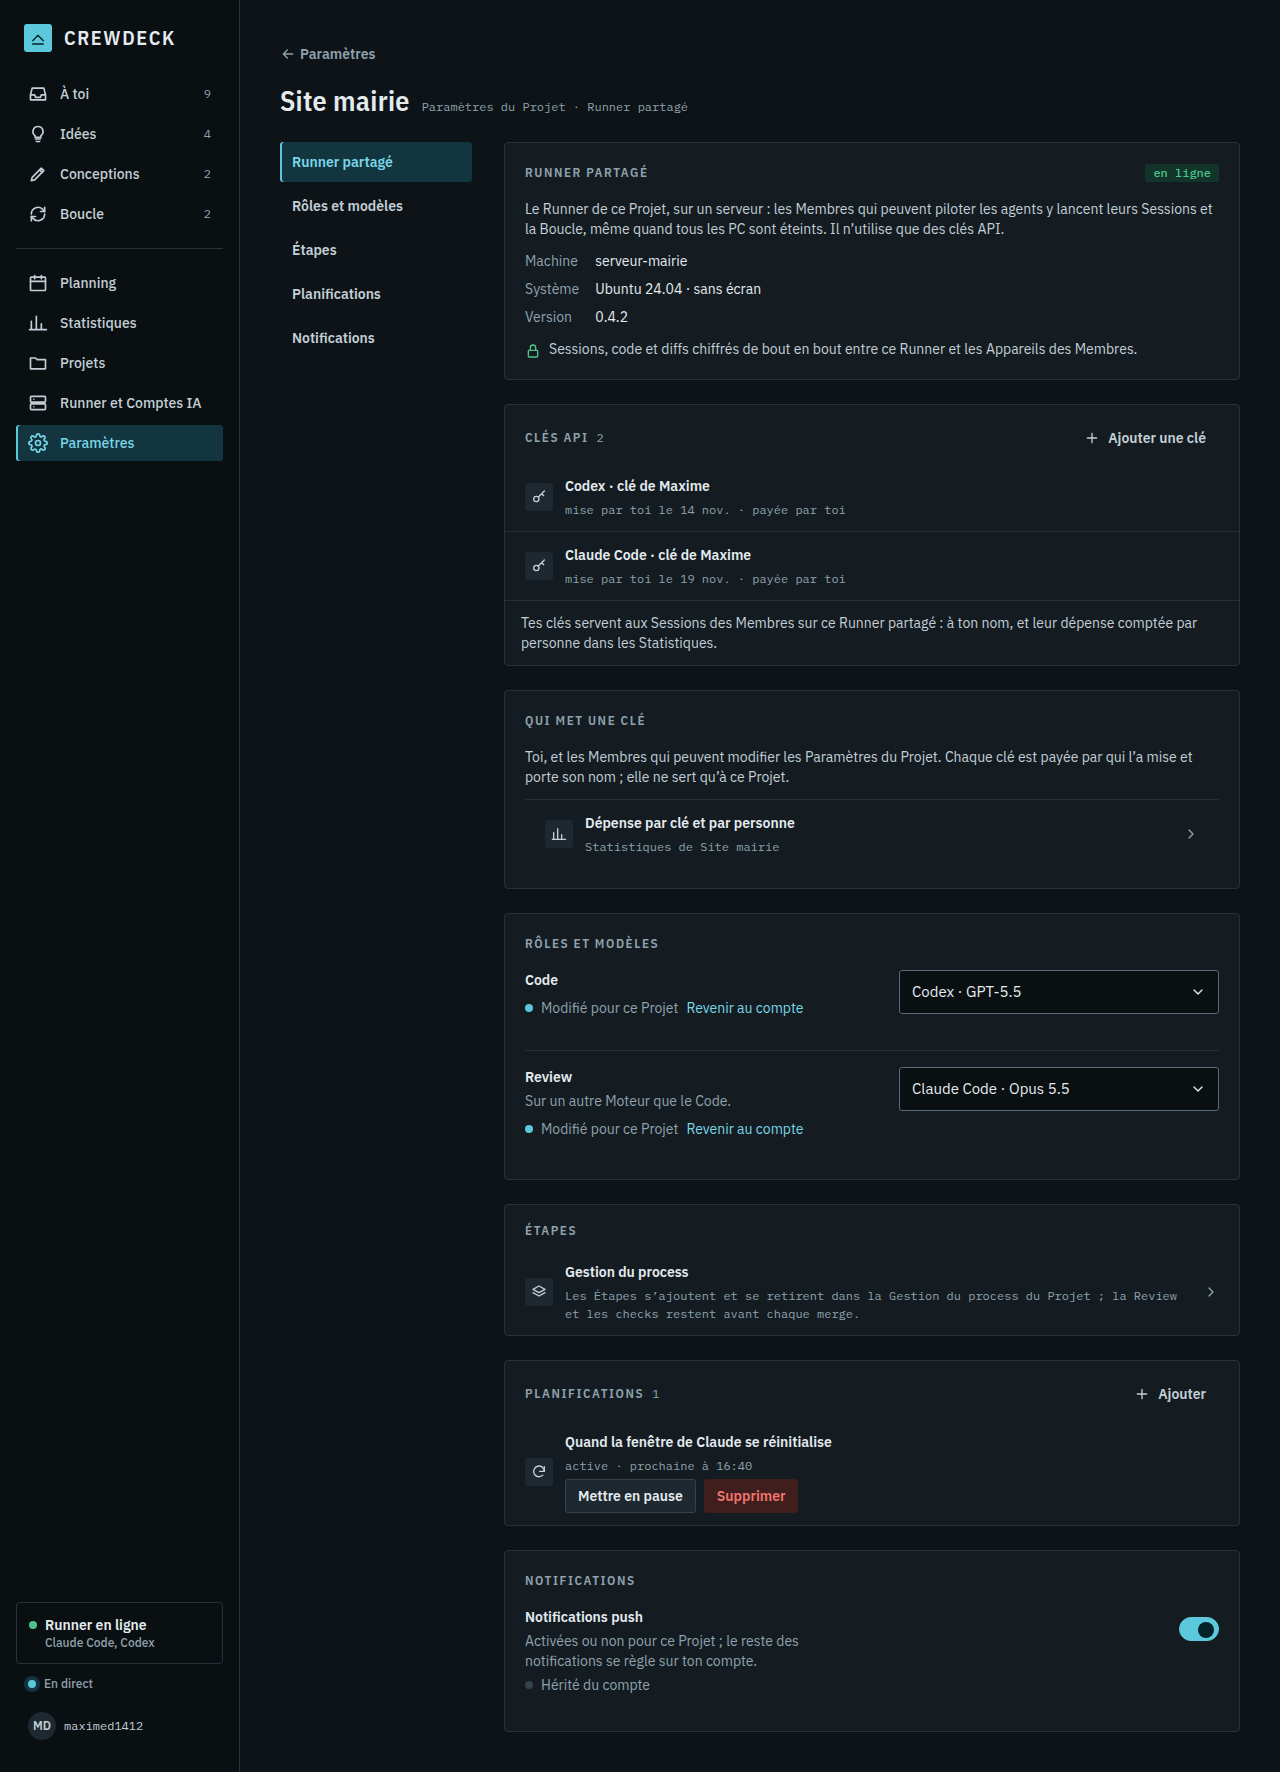 CREWDECK
À toi 9
Idées 4
Conceptions 2
Boucle 2
Planning
Statistiques
Projets
Runner et Comptes IA
Paramètres
Runner en ligne
Claude Code, Codex
En direct
MD maximed1412
← Paramètres
Site mairie Paramètres du Projet · Runner partagé
Runner partagé
Rôles et modèles
Étapes
Planifications
Notifications
RUNNER PARTAGÉ en ligne
Le Runner de ce Projet, sur un serveur : les Membres qui peuvent piloter les agents y lancent leurs Sessions et
la Boucle, même quand tous les PC sont éteints. Il n’utilise que des clés API.
Machine serveur-mairie
Système Ubuntu 24.04 · sans écran
Version 0.4.2
Sessions, code et diffs chiffrés de bout en bout entre ce Runner et les Appareils des Membres.
CLÉS API 2 + Ajouter une clé
Codex · clé de Maxime
mise par toi le 14 nov. · payée par toi
Claude Code · clé de Maxime
mise par toi le 19 nov. · payée par toi
Tes clés servent aux Sessions des Membres sur ce Runner partagé : à ton nom, et leur dépense comptée par
personne dans les Statistiques.
QUI MET UNE CLÉ
Toi, et les Membres qui peuvent modifier les Paramètres du Projet. Chaque clé est payée par qui l’a mise et
porte son nom ; elle ne sert qu’à ce Projet.
Dépense par clé et par personne
Statistiques de Site mairie
RÔLES ET MODÈLES
Code
Modifié pour ce Projet Revenir au compte
Codex · GPT-5.5
Review
Sur un autre Moteur que le Code.
Modifié pour ce Projet Revenir au compte
Claude Code · Opus 5.5
ÉTAPES
Gestion du process
Les Étapes s’ajoutent et se retirent dans la Gestion du process du Projet ; la Review
et les checks restent avant chaque merge.
PLANIFICATIONS 1 + Ajouter
Quand la fenêtre de Claude se réinitialise
active · prochaine à 16:40
Mettre en pause Supprimer
NOTIFICATIONS
Notifications push
Activées ou non pour ce Projet ; le reste des
notifications se règle sur ton compte.
Hérité du compte